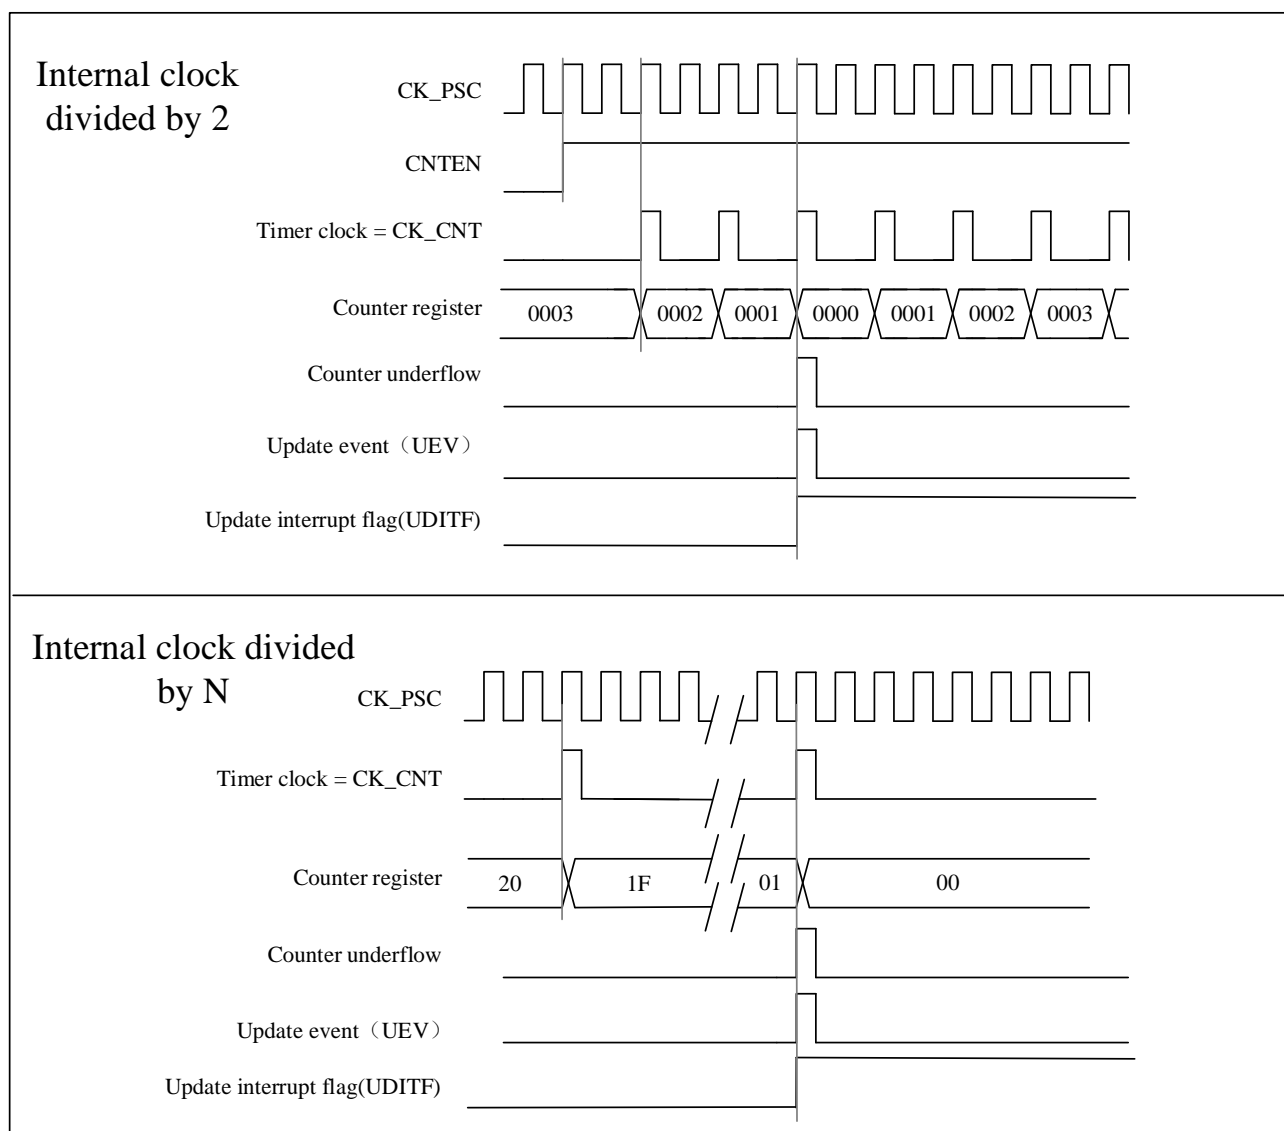 Internal clock
divided by 2
CK_PSC
CNTEN
Timer clock = CK_CNT
Counter register
0003 0002 0001 0000 0001 0002 0003
Counter underflow
Update event（UEV）
Update interrupt flag(UDITF)
Internal clock divided
by N
CK_PSC
Timer clock = CK_CNT
Counter register
20 1F 01 00
Counter underflow
Update event（UEV）
Update interrupt flag(UDITF)